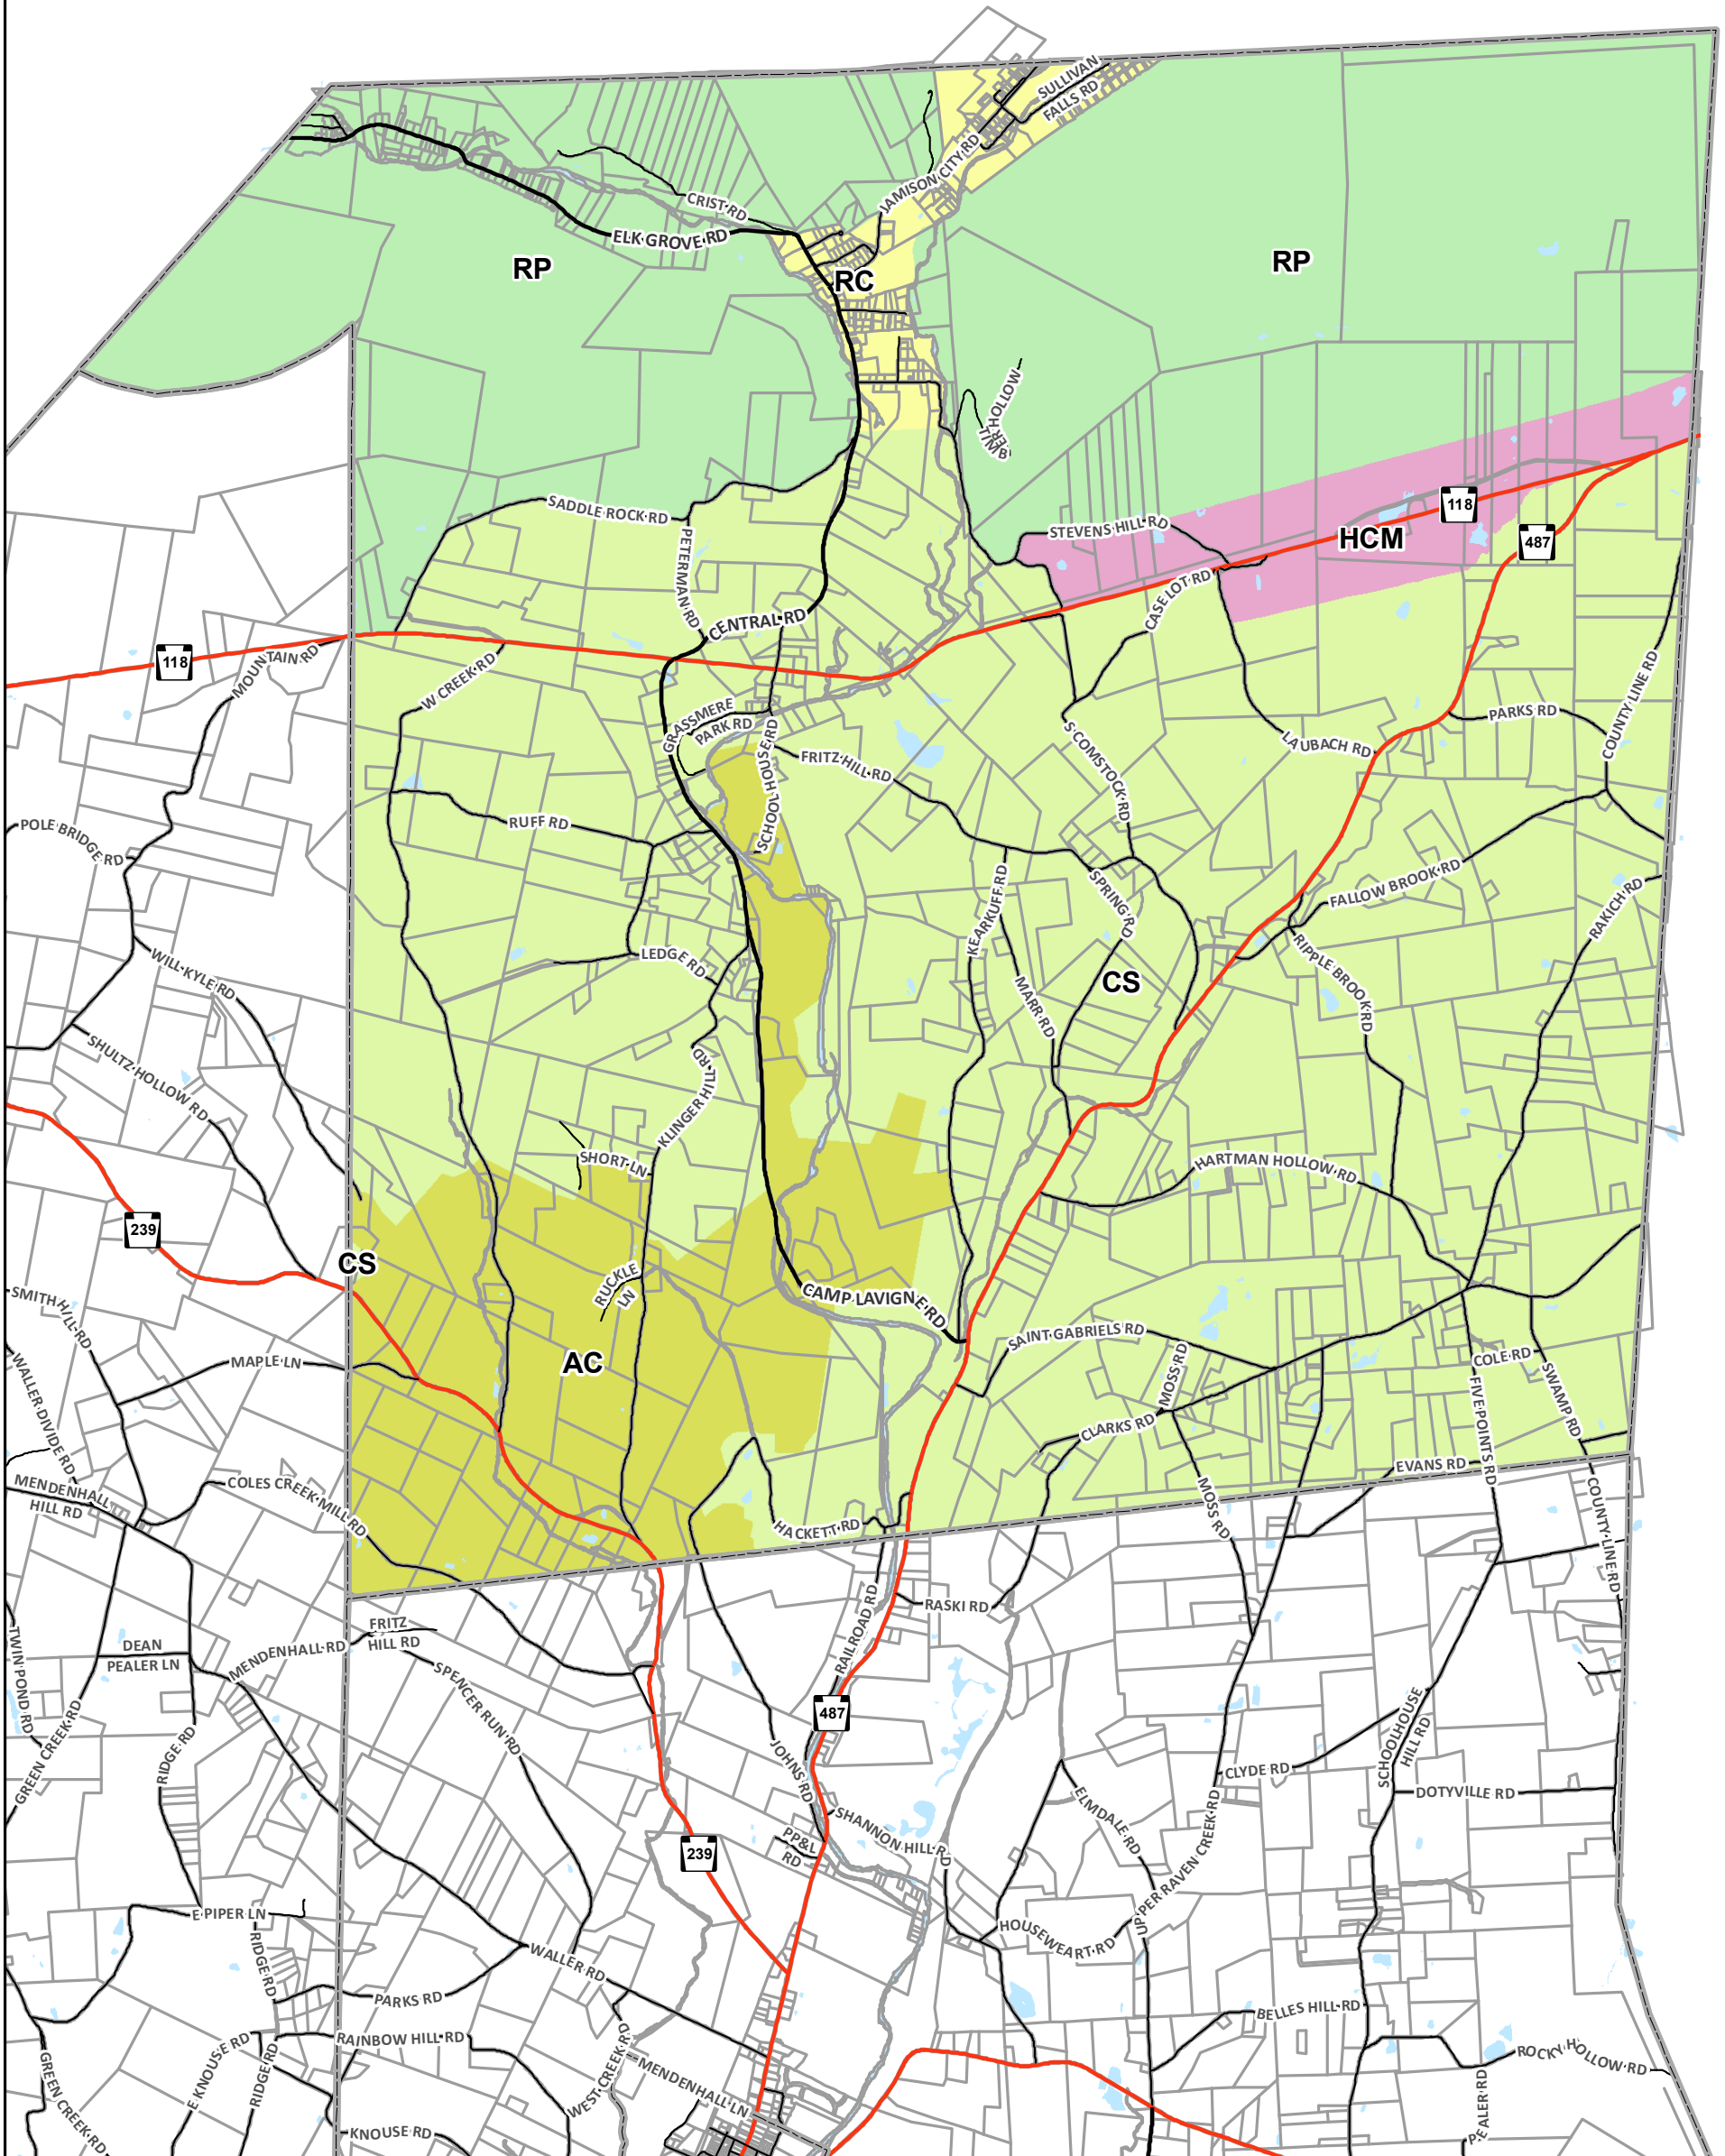 SULLIVAN
FALLS RD
JAMISON CITY RD
CRIST RD
ELK GROVE RD
RP
RP
RC
HOLLOW
SADDLE ROCK RD
PETERMAN RD
STEVENS HILL RD
118
HCM
487
CASE LOT RD
CENTRAL RD
118
MOUNTAIN RD
W CREEK RD
COUNTY LINE RD
GRASSMERE
PARK RD
SCHOOL HOUSE RD
FRITZ HILL RD
S COMSTOCK RD
LAUBACH RD
PARKS RD
POLE BRIDGE RD
RUFF RD
KEARKUFF RD
SPRING RD
FALLOW BROOK RD
RAKICH RD
WILL KYLE RD
LEDGE RD
MARR RD
CS
RIPPLE BROOK RD
SHULTZ HOLLOW RD
KLINGER HILL RD
SHORT LN
HARTMAN HOLLOW RD
239
CS
RUCKLE
LN
CAMP LAVIGNE RD
SMITH HILL RD
SAINT GABRIELS RD
MOSS RD
COLE RD
WALLER DIVIDE RD
MAPLE LN
AC
FIVE POINTS RD
SWAMP RD
CLARKS RD
EVANS RD
MENDENHALL
HILL RD
COLES CREEK MILL RD
HACKETT RD
MOSS RD
COUNTY LINE RD
RAILROAD RD
RASKI RD
TWIN POND RD
DEAN
PEALER LN
MENDENHALL RD
FRITZ
HILL RD
SPENCER RUN RD
GREEN CREEK RD
RIDGE RD
487
JOHNS RD
SCHOOLHOUSE
HILL RD
CLYDE RD
DOTYVILLE RD
ELMDALE RD
UPPER RAVEN CREEK RD
SHANNON HILL RD
PP&L
RD
239
E PIPER LN
RIDGE RD
HOUSEWEART RD
WALLER RD
PARKS RD
BELLES HILL RD
E KNOUSE RD
RIDGE RD
RAINBOW HILL RD
WEST CREEK RD
MENDENHALL LN
ROCKY HOLLOW RD
GREEN CREEK RD
KNOUSE RD
PEALER RD